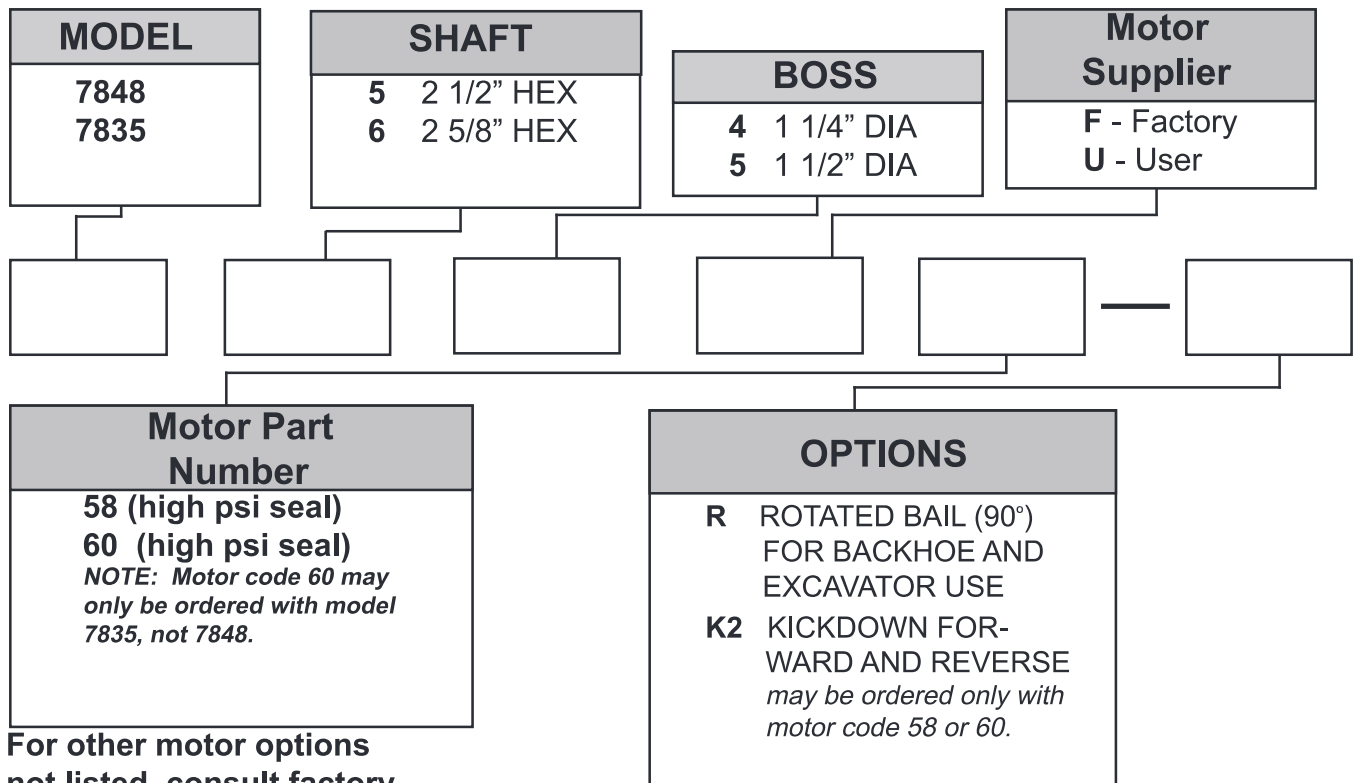 MODEL
7848
7835
SHAFT
5 2 1/2” HEX
6 2 5/8” HEX
BOSS
4 1 1/4” DIA
5 1 1/2” DIA
Motor
Supplier
F - Factory
U - User
Motor Part
Number
58 (high psi seal)
60 (high psi seal)
NOTE: Motor code 60 may
only be ordered with model
7835, not 7848.
For other motor options
not listed, consult factory
OPTIONS
R ROTATED BAIL (90°)
FOR BACKHOE AND
EXCAVATOR USE
K2 KICKDOWN FOR-
WARD AND REVERSE
may be ordered only with
motor code 58 or 60.